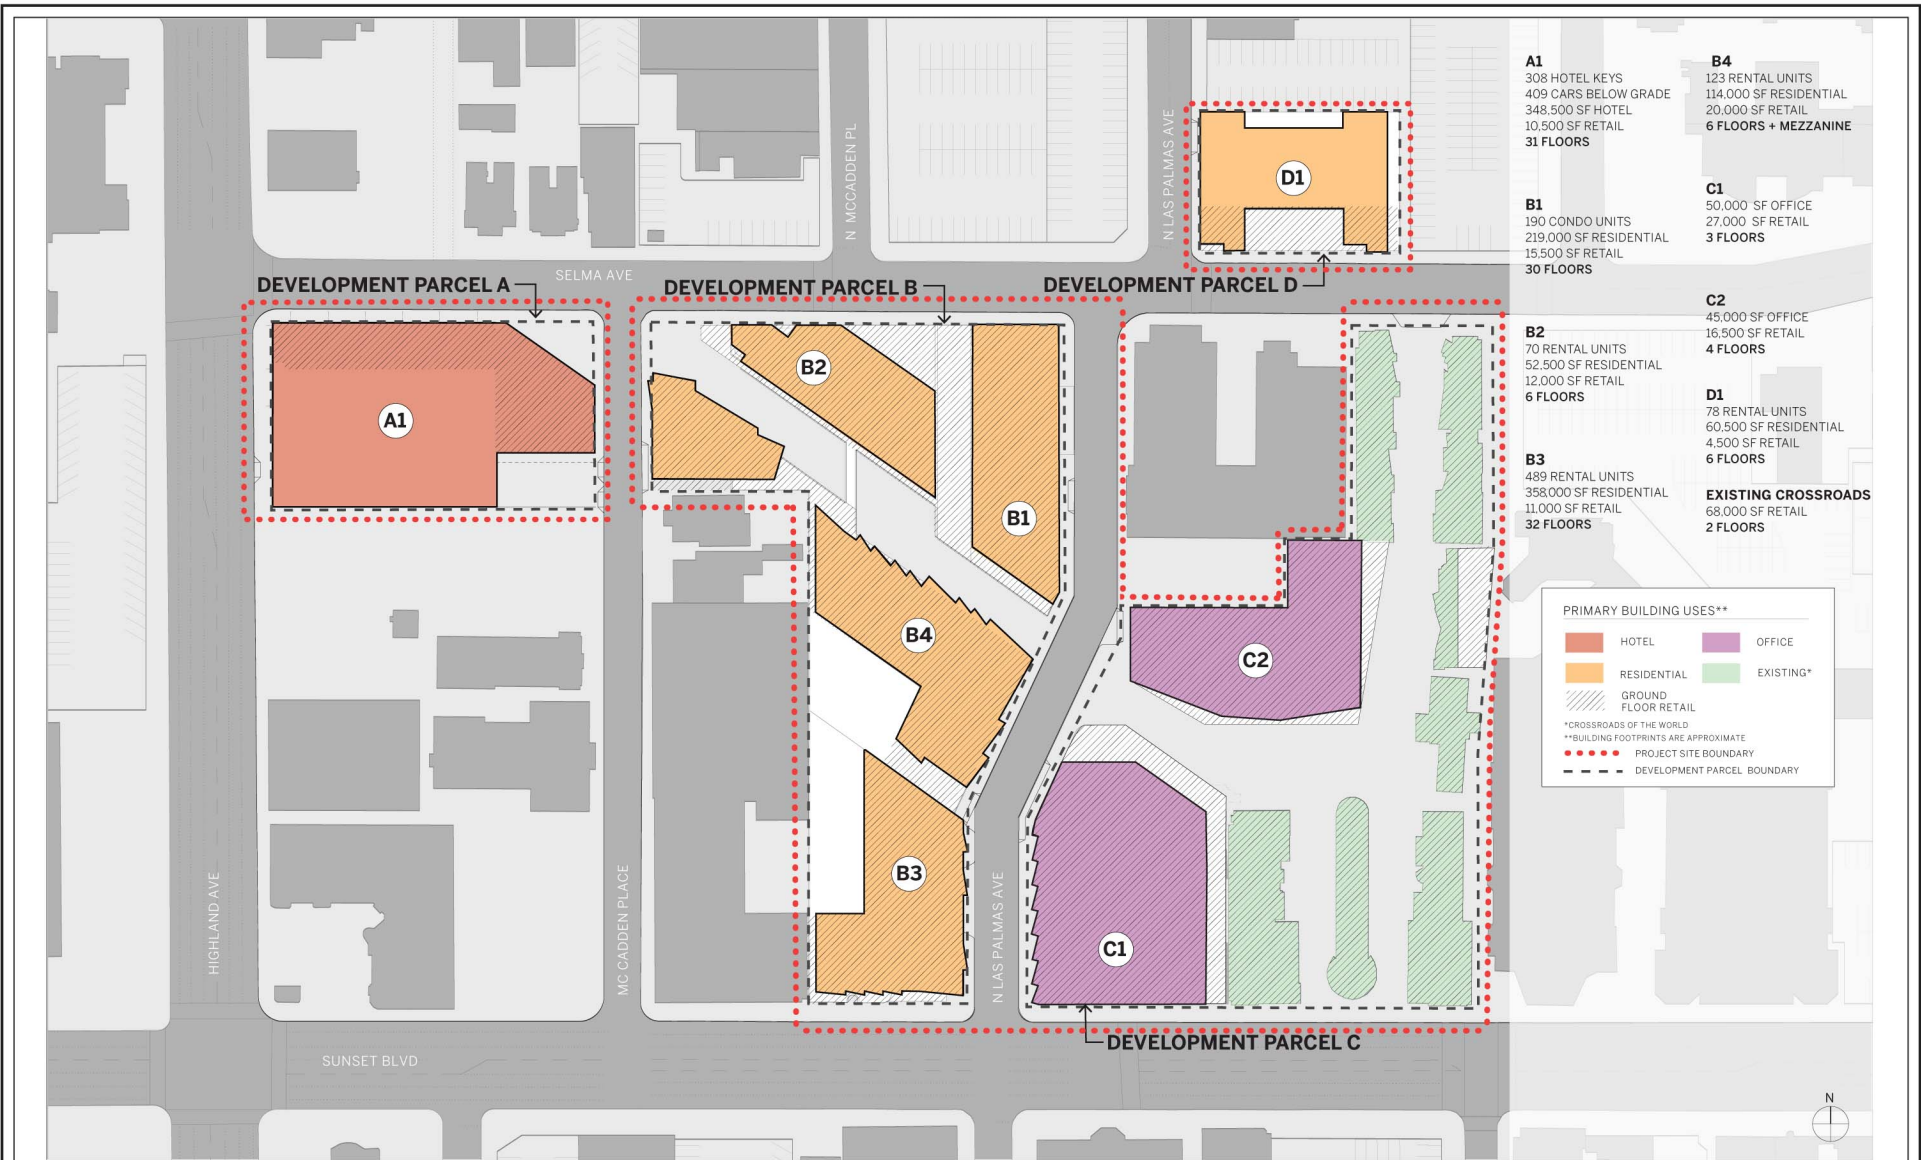 A1
308 HOTEL KEYS
409 CARS BELOW GRADE
348,500 SF HOTEL
10,500 SF RETAIL
31 FLOORS
B1
190 CONDO UNITS
219,000 SF RESIDENTIAL
15,500 SF RETAIL
30 FLOORS
B2
70 RENTAL UNITS
52,500 SF RESIDENTIAL
12,000 SF RETAIL
6 FLOORS
B3
489 RENTAL UNITS
358,000 SF RESIDENTIAL
11,000 SF RETAIL
32 FLOORS
B4
123 RENTAL UNITS
114,000 SF RESIDENTIAL
20,000 SF RETAIL
6 FLOORS + MEZZANINE
C1
50,000 SF OFFICE
27,000 SF RETAIL
3 FLOORS
C2
45,000 SF OFFICE
16,500 SF RETAIL
4 FLOORS
D1
78 RENTAL UNITS
60,500 SF RESIDENTIAL
4,500 SF RETAIL
6 FLOORS
EXISTING CROSSROADS
68,000 SF RETAIL
2 FLOORS
N MCCADDEN PL
N LAS PALMAS AVE
D1
SELMA AVE
DEVELOPMENT PARCEL A
DEVELOPMENT PARCEL B
DEVELOPMENT PARCEL D
A1
B2
B1
B4
C2
B3
C1
HIGHLAND AVE
MC CADDEN PLACE
N LAS PALMAS AVE
DEVELOPMENT PARCEL C
SUNSET BLVD
PRIMARY BUILDING USES**
HOTEL
OFFICE
RESIDENTIAL
EXISTING*
GROUND
FLOOR RETAIL
*CROSSROADS OF THE WORLD
**BUILDING FOOTPRINTS ARE APPROXIMATE
PROJECT SITE BOUNDARY
DEVELOPMENT PARCEL BOUNDARY
N